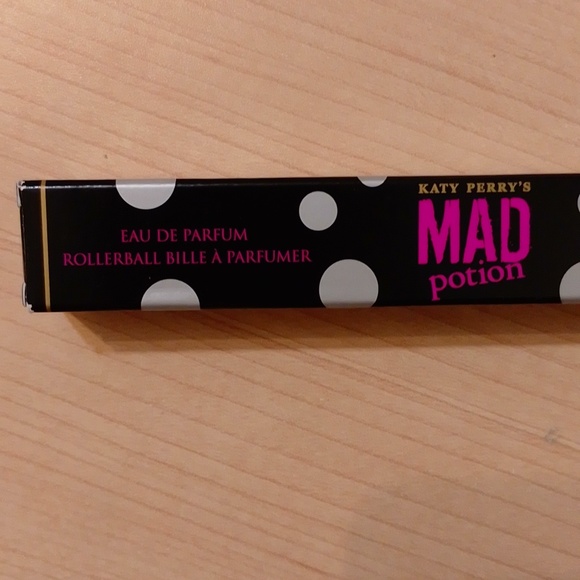 EAU DE PARFUM
ROLLERBALL BILLE À PARFUMER
KATY PERRY'S
MAD
potion